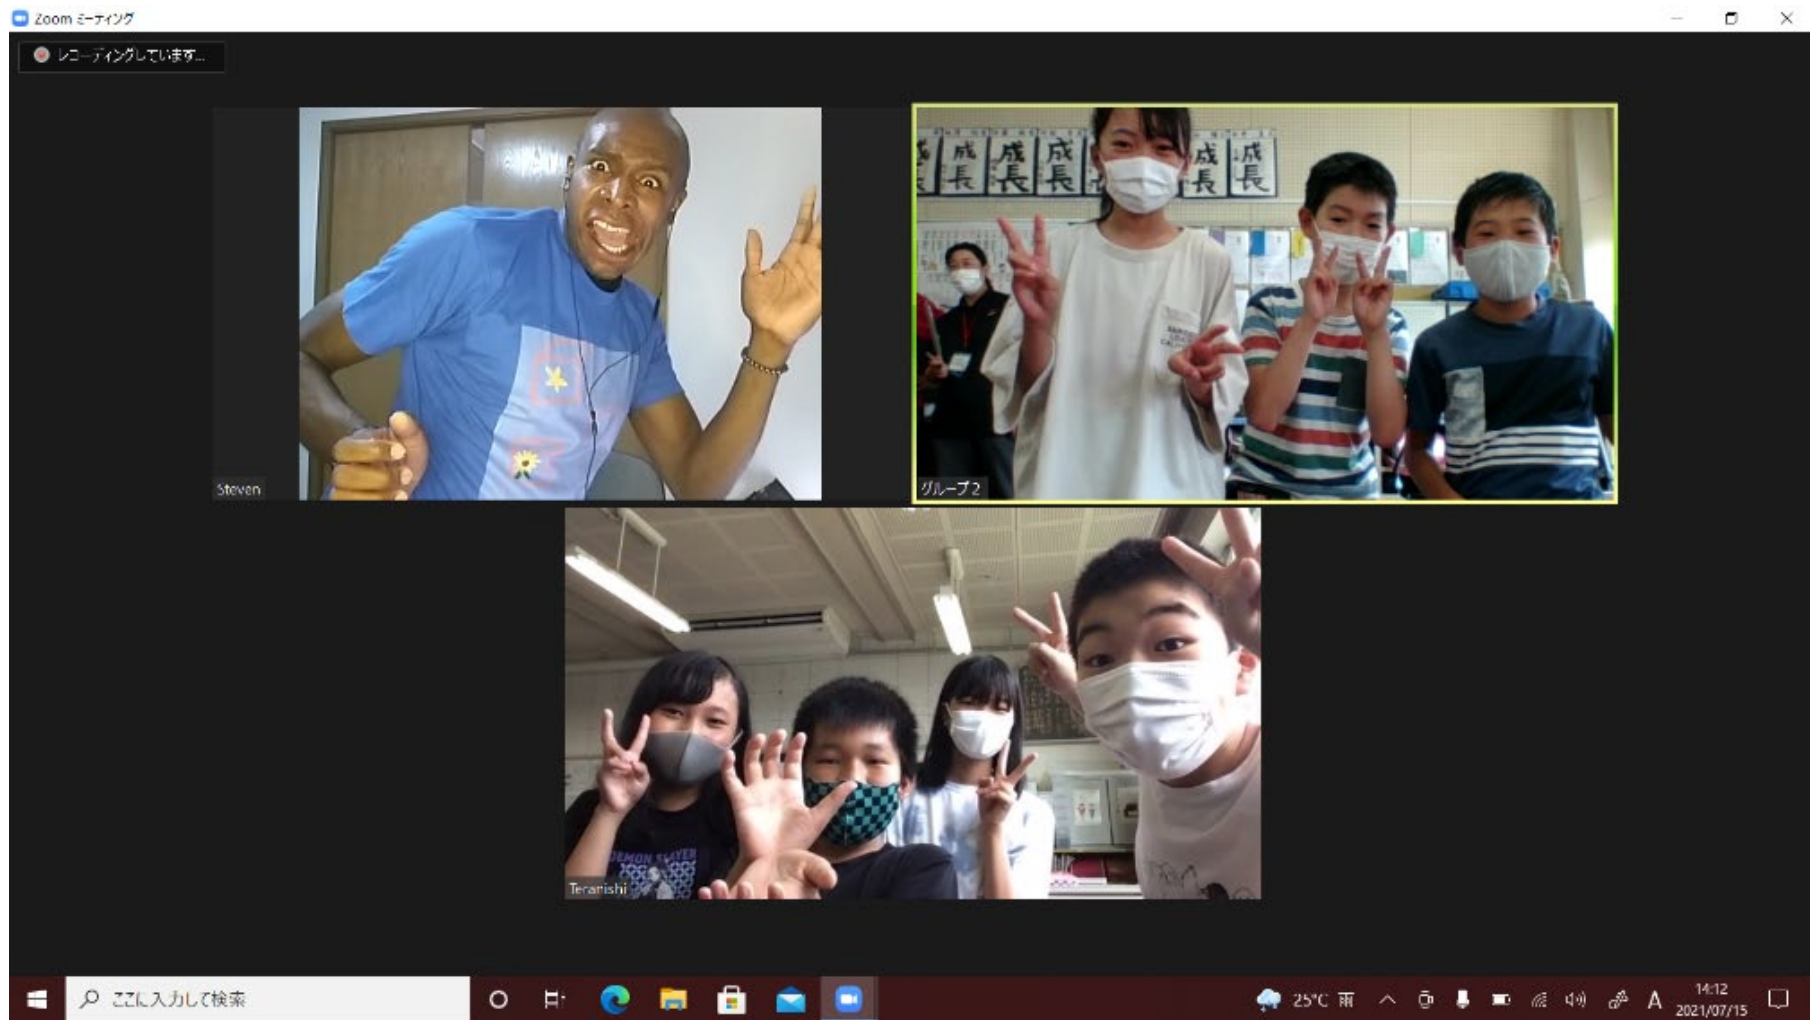 Zoom ミーティング
レコーディングしています...
成長
成長
成長
成長
成長
Steven
グループ2
DEMON SLAYER
Teranishi
ここに入力して検索
25°C 雨
A
14:12
2021/07/15